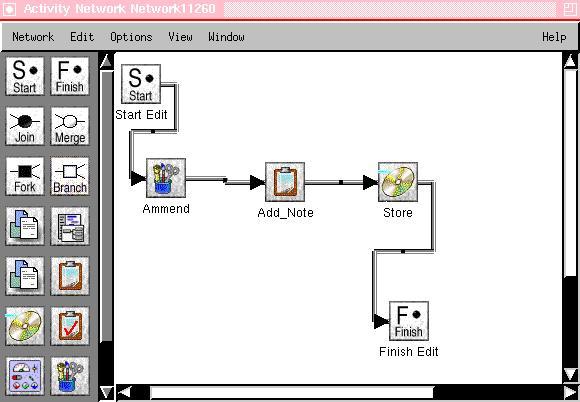 Activity Network Network11260
Network Edit Options View Window Help
S Start
F Finish
Join
Merge
Fork
Branch
S Start
Start Edit
Ammend
Add_Note
Store
F Finish
Finish Edit